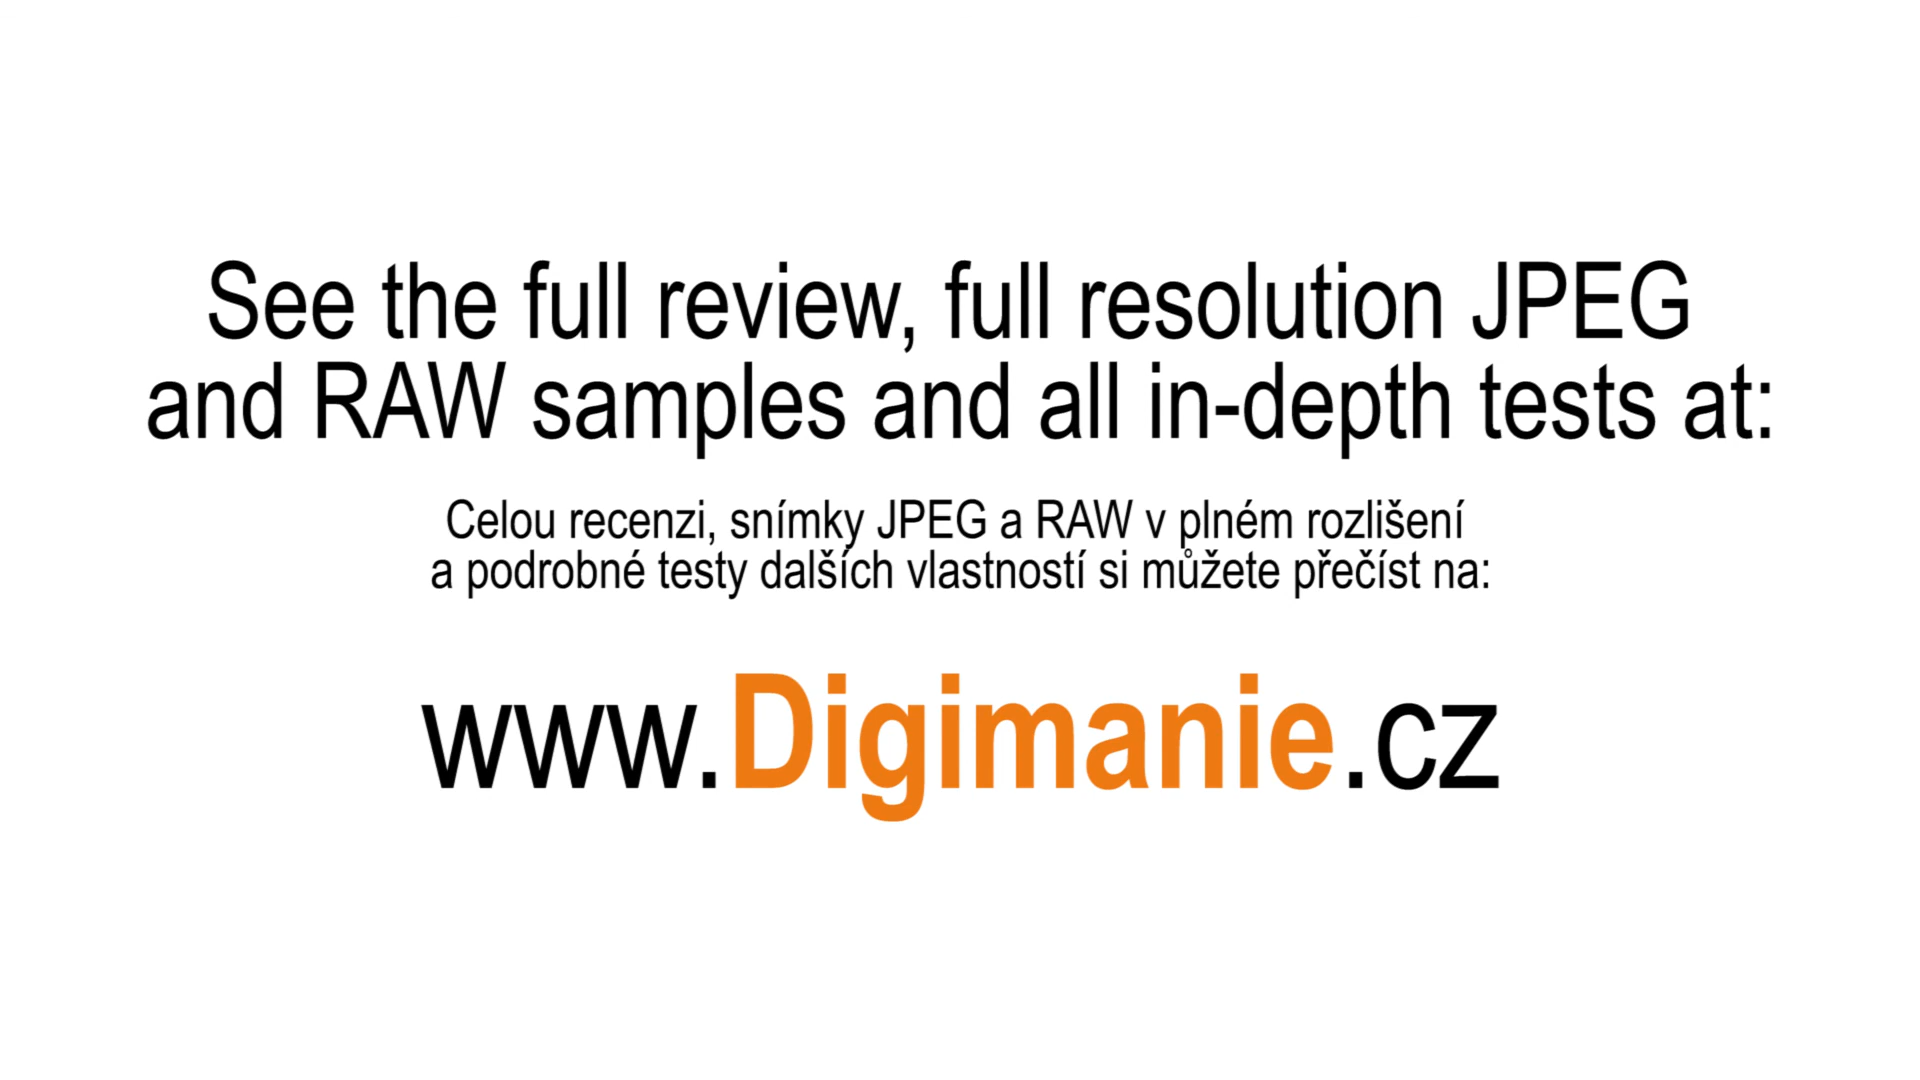 See the full review, full resolution JPEG
and RAW samples and all in-depth tests at:
Celou recenzi, snímky JPEG a RAW v plném rozlišení
a podrobné testy dalších vlastností si můžete přečíst na:
www.Digimanie.cz